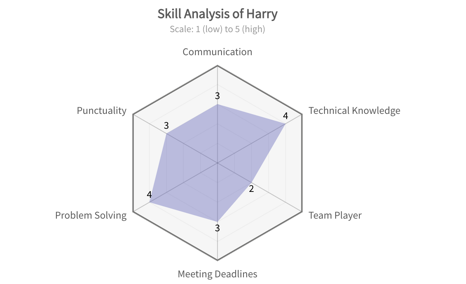 Skill Analysis of Harry
Scale: 1 (low) to 5 (high)
Communication
3
Punctuality
3
4
Technical Knowledge
4
2
Problem Solving
Team Player
3
Meeting Deadlines